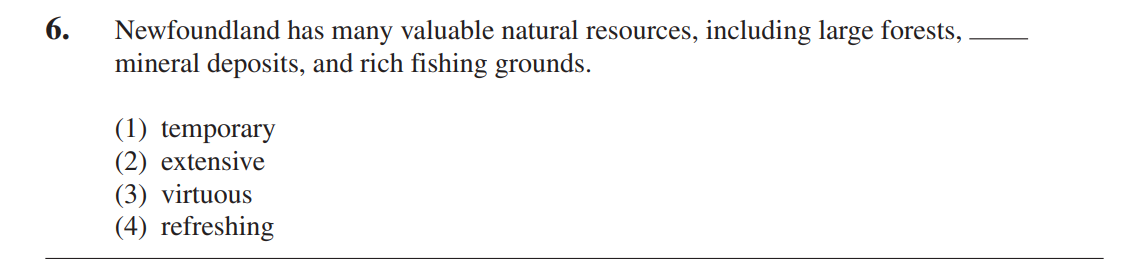 6. Newfoundland has many valuable natural resources, including large forests, ____
mineral deposits, and rich fishing grounds.
(1) temporary
(2) extensive
(3) virtuous
(4) refreshing